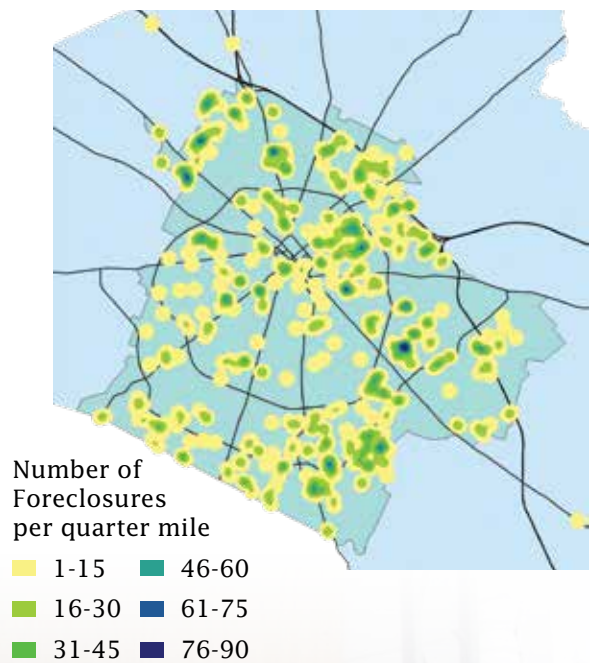 Number of
Foreclosures
per quarter mile
1-15
46-60
16-30
61-75
31-45
76-90